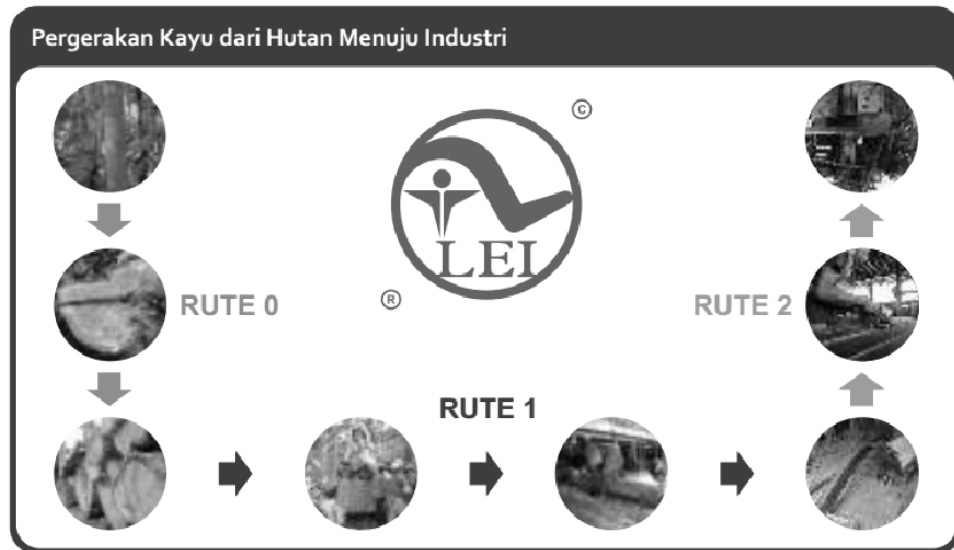 Pergerakan Kayu dari Hutan Menuju Industri
©
LEI
®
RUTE 0
RUTE 2
RUTE 1